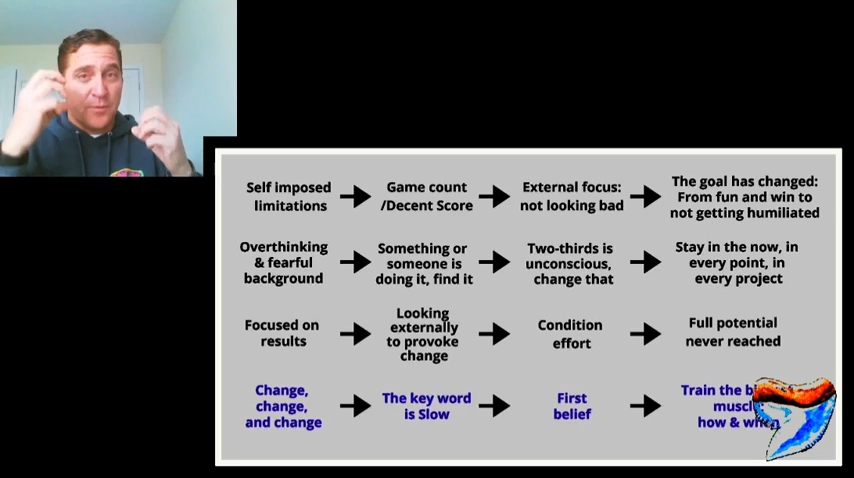 Self imposed
limitations
Game count
/Decent Score
External focus:
not looking bad
The goal has changed:
From fun and win to
not getting humiliated
Overthinking
& fearful
background
Something or
someone is
doing it, find it
Two-thirds is
unconscious,
change that
Stay in the now, in
every point, in
every project
Focused on
results
Looking
externally
to provoke
change
Condition
effort
Full potential
never reached
Change,
change,
and change
The key word
is Slow
First
belief
Train the
how &